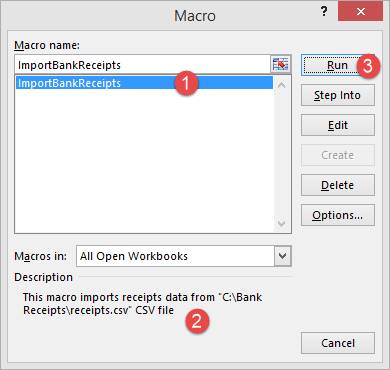 Macro
?
Macro name:
ImportBankReceipts
Run
3
ImportBankReceipts
1
Step Into
Edit
Create
Delete
Options...
Macros in:
All Open Workbooks
Description
This macro imports receipts data from "C:\Bank
Receipts\receipts.csv" CSV file
2
Cancel